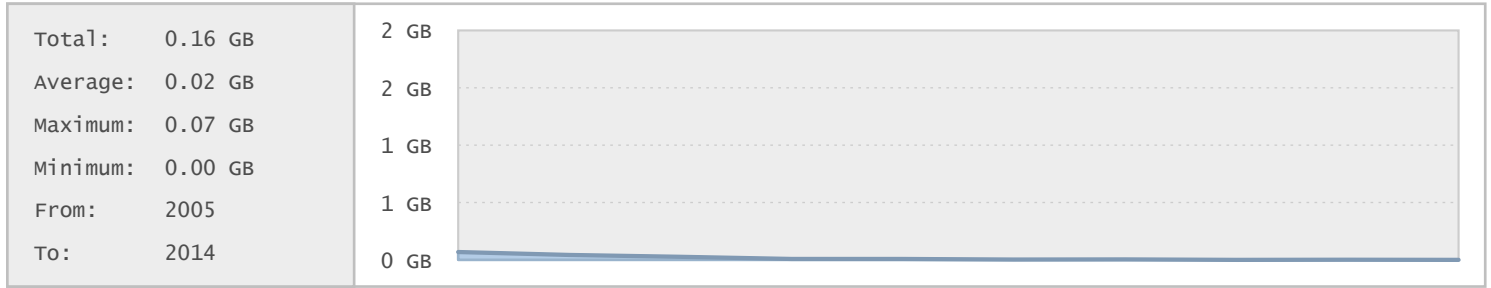 Total: 0.16 GB
Average: 0.02 GB
Maximum: 0.07 GB
Minimum: 0.00 GB
From: 2005
To: 2014
2 GB
2 GB
1 GB
1 GB
0 GB